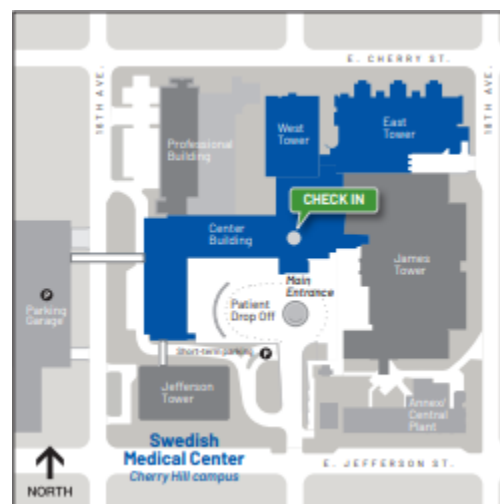 E. CHERRY ST.
16TH AVE.
18TH AVE.
Professional
Building
West
Tower
East
Tower
CHECK IN
Center
Building
James
Tower
Main
Entrance
Patient
Drop Off
P
Parking
Garage
Short-term parking
P
Jefferson
Tower
Annex/
Central
Plant
Swedish
Medical Center
Cherry Hill campus
E. JEFFERSON ST.
NORTH